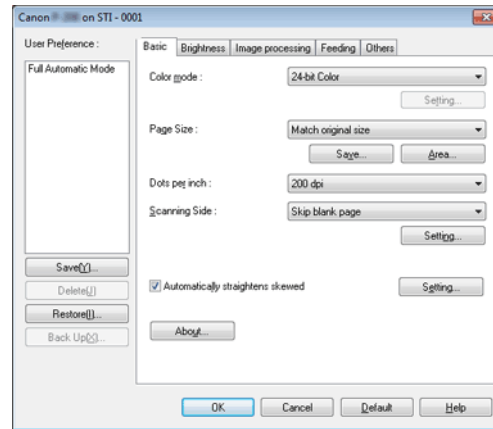 Canon on STI - 0001
User Preference :
Full Automatic Mode
Save(Y)...
Delete(J)
Restore(I)...
Back Up(X)...
Basic Brightness Image processing Feeding Others
Color mode : 24-bit Color
Setting...
Page Size : Match original size
Save... Area...
Dots per inch : 200 dpi
Scanning Side : Skip blank page
Setting...
Automatically straightens skewed Setting...
About...
OK Cancel Default Help